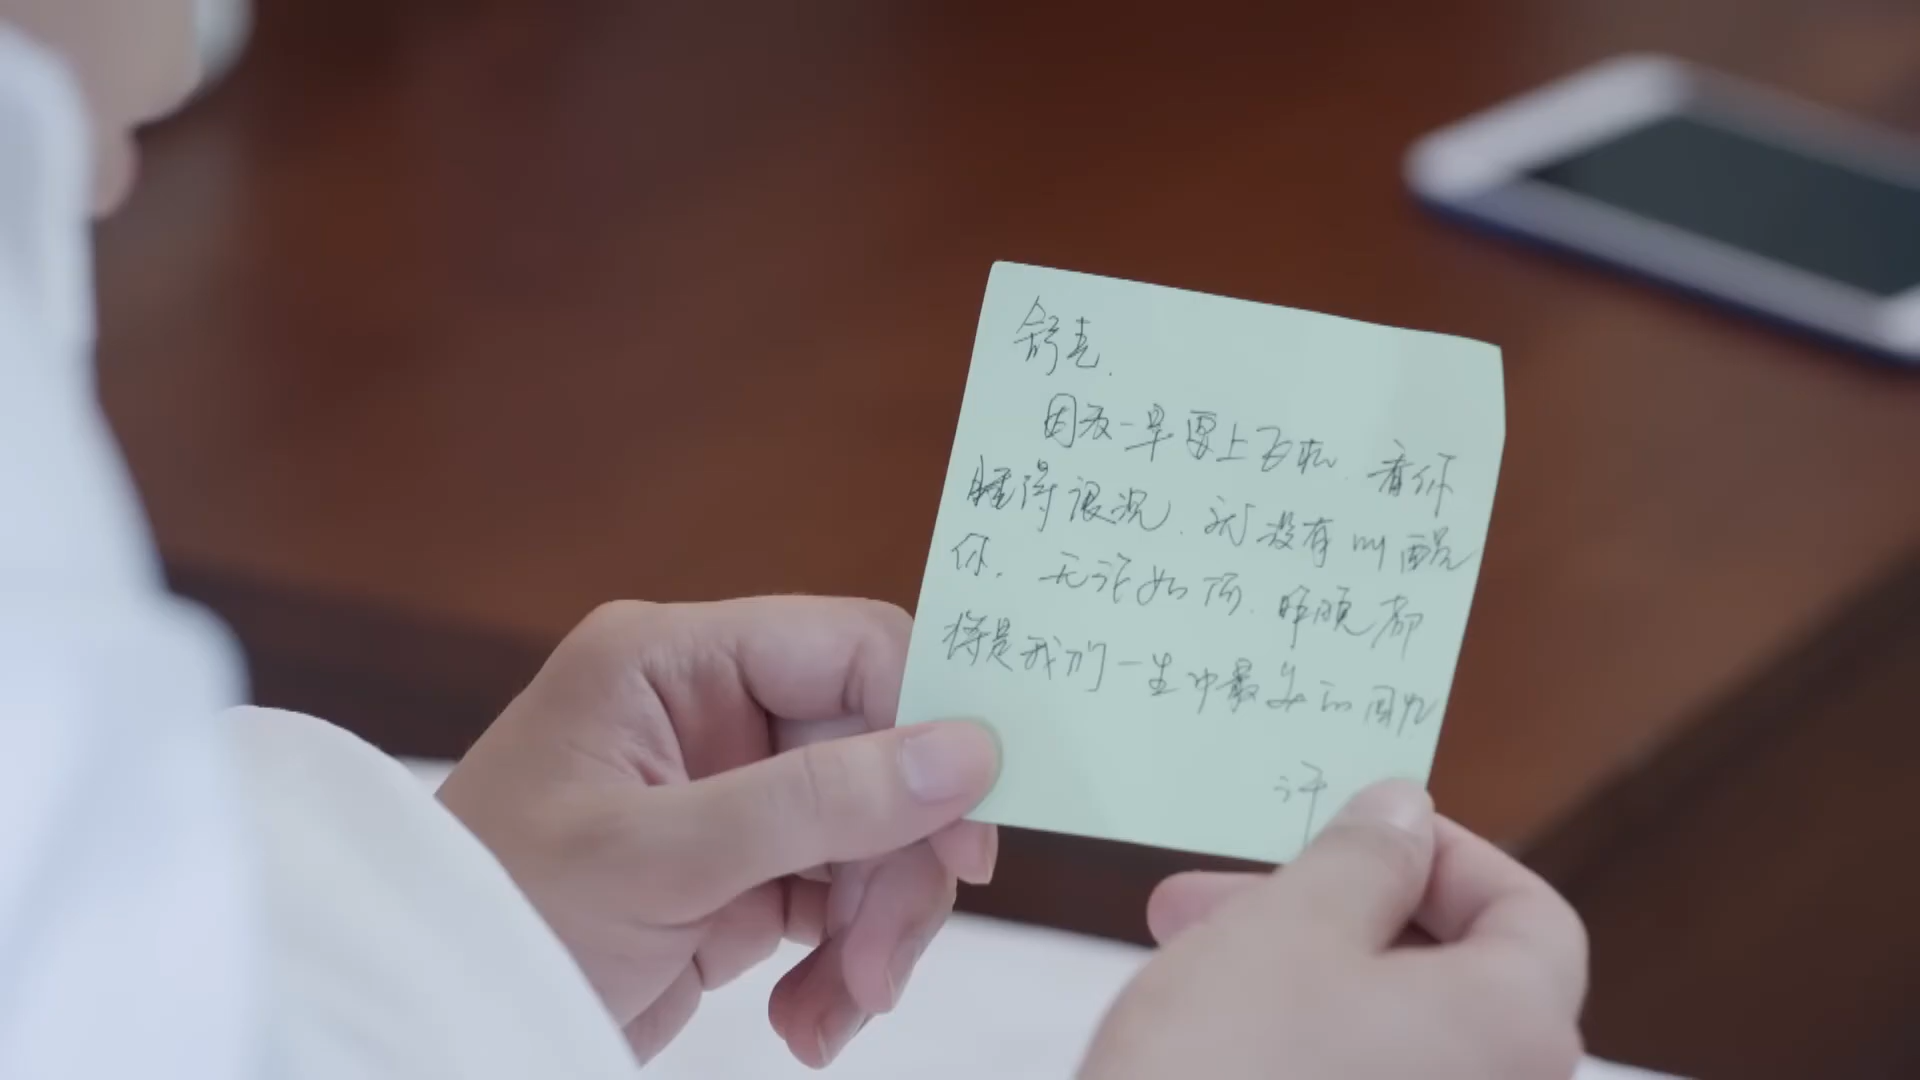 舒克,
因为一早要上飞机,看你
睡得很沉,就没有叫醒
你.无论如何,昨晚都
将是我们一生中最美的回忆
许